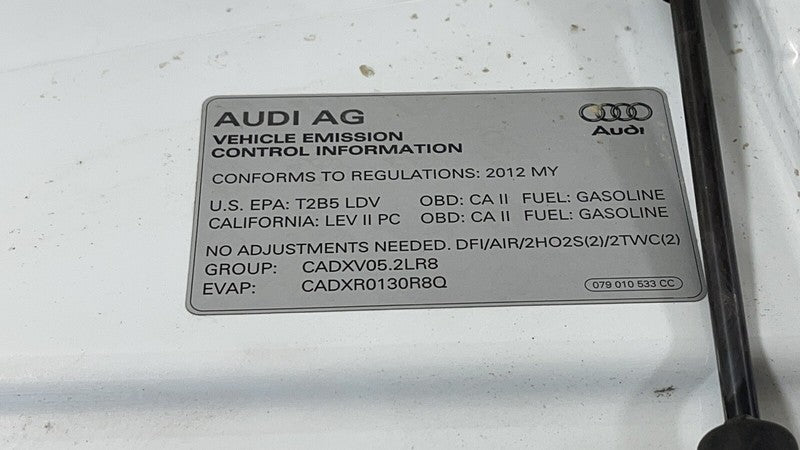 AUDI AG
Audi
VEHICLE EMISSION
CONTROL INFORMATION
CONFORMS TO REGULATIONS: 2012 MY
U.S. EPA: T2B5 LDV OBD: CA II FUEL: GASOLINE
CALIFORNIA: LEV II PC OBD: CA II FUEL: GASOLINE
NO ADJUSTMENTS NEEDED. DFI/AIR/2HO2S(2)/2TWC(2)
GROUP: CADXV05.2LR8
EVAP: CADXR0130R8Q
079 010 533 CC